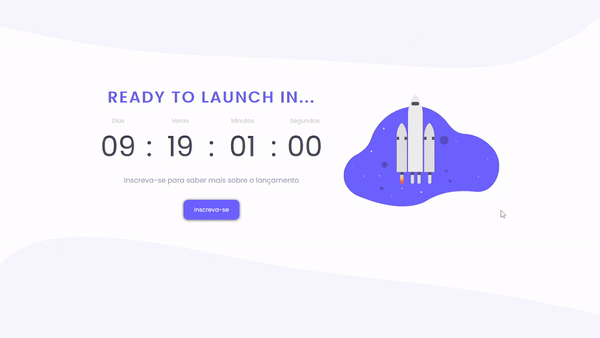 READY TO LAUNCH IN...
Dias Horas Minutos Segundos
09 : 19 : 01 : 00
Inscreva-se para saber mais sobre o lançamento
Inscreva-se